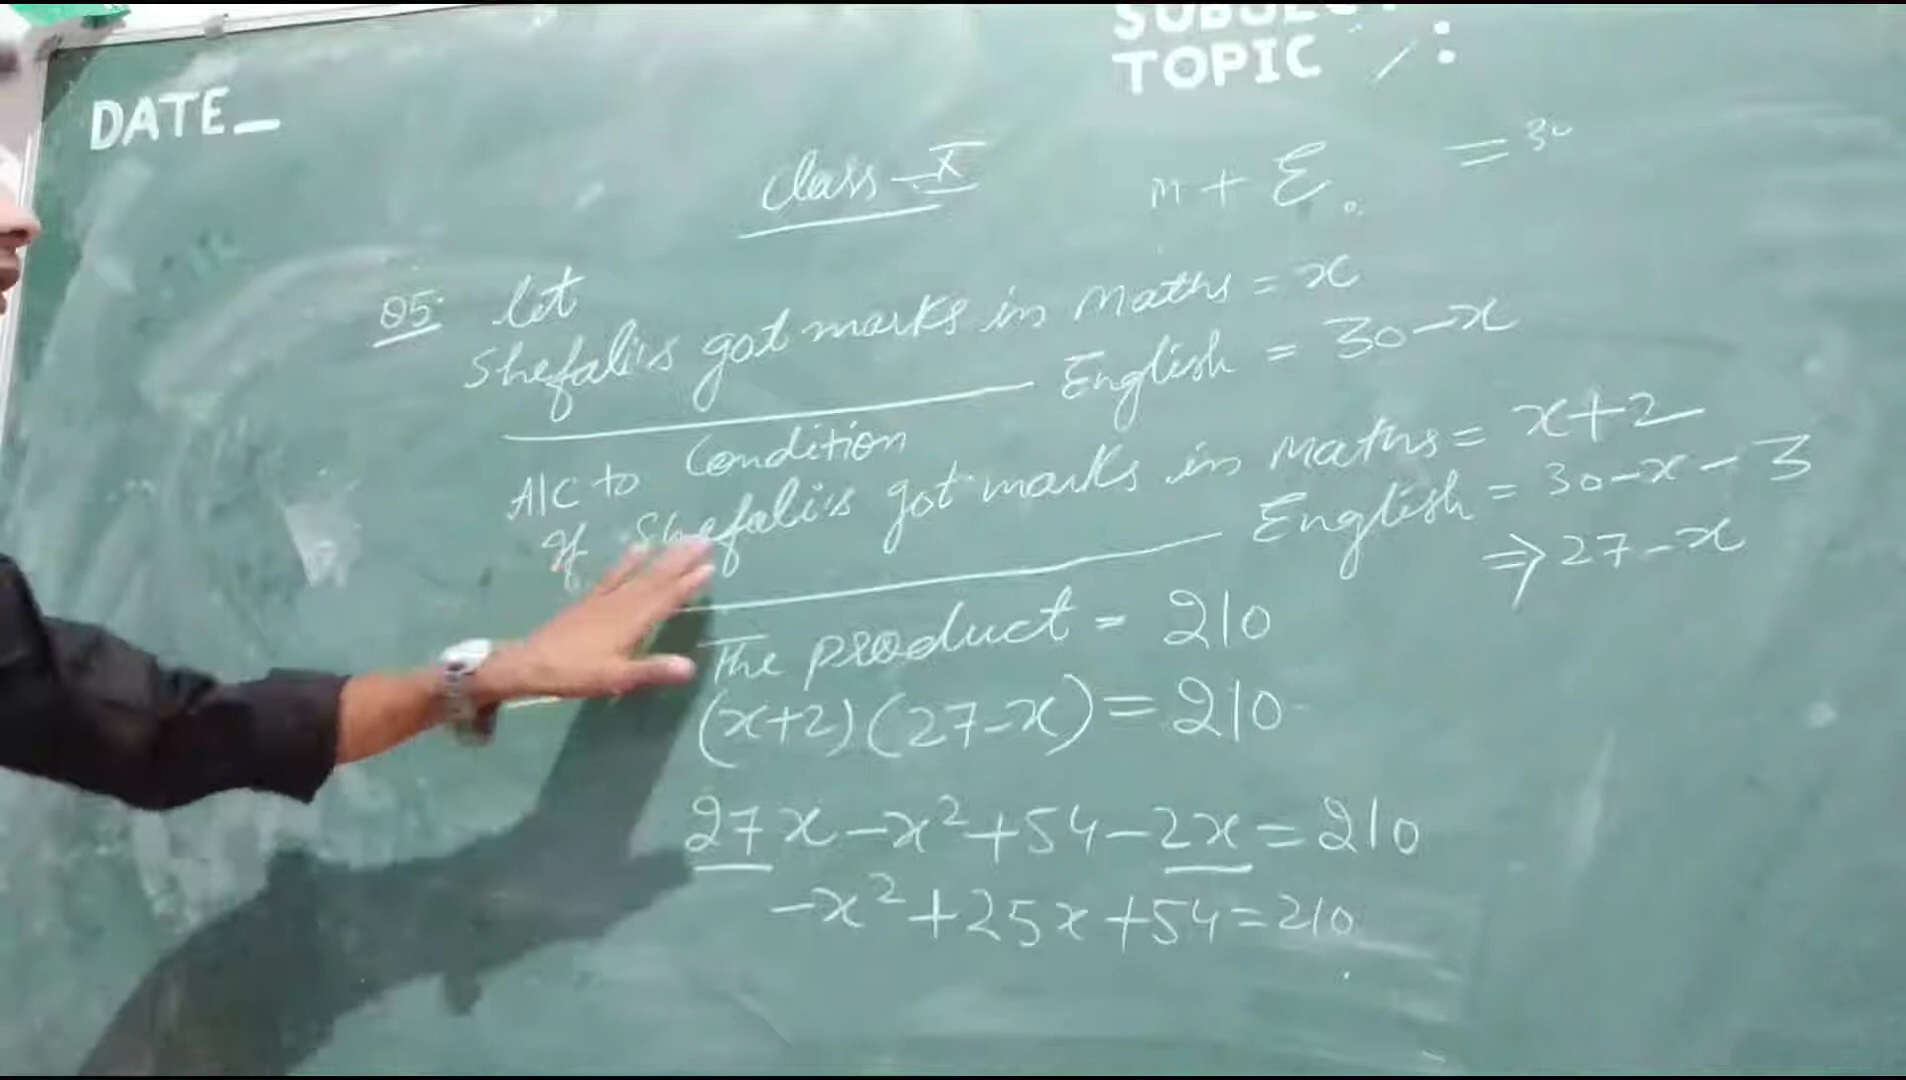 TOPIC :
DATE_
class - X
M + E. = 30
Q5. let
Shefali's got marks in Maths = x
English = 30-x
A/C to Condition
If Shefali's got marks in Maths = x+2
English = 30-x-3
⇒ 27-x
The product = 210
(x+2)(27-x) = 210
27x-x²+54-2x = 210
-x²+25x+54 = 210